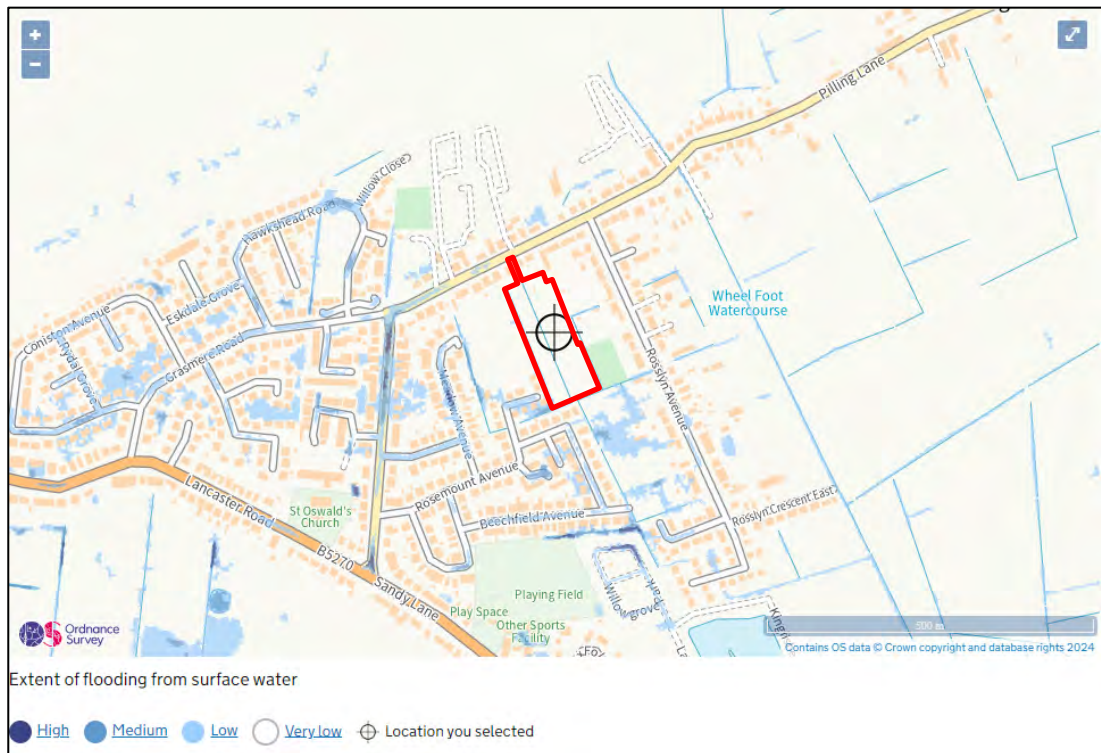 +
−
Pilling Lane
Willow Close
Hawkshead Road
Eskdale Grove
Coniston Avenue
Rydal Grove
Grasmere Road
Wheel Foot
Watercourse
Meadow Avenue
Rosslyn Avenue
Rosemount Avenue
Lancaster Road
St Oswald's
Church
Beechfield Avenue
Rosslyn Crescent East
B5270
Sandy Lane
Playing Field
Play Space
Other Sports
Facility
Willowgrove
Park
500 m
Ordnance
Survey
Contains OS data © Crown copyright and database rights 2024
Extent of flooding from surface water
High Medium Low Very low Location you selected